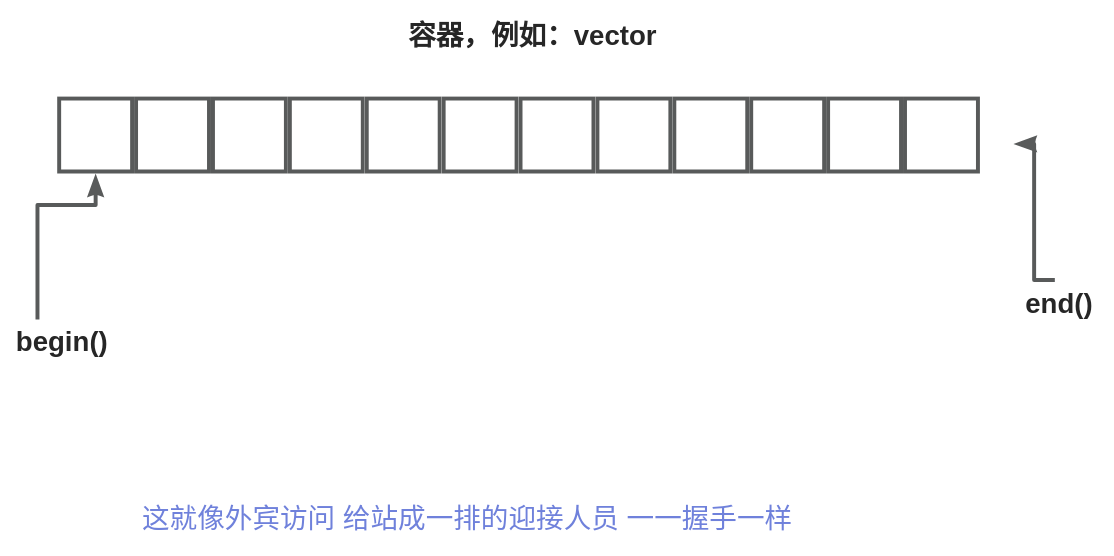 容器，例如：vector
begin()
end()
这就像外宾访问 给站成一排的迎接人员 一一握手一样